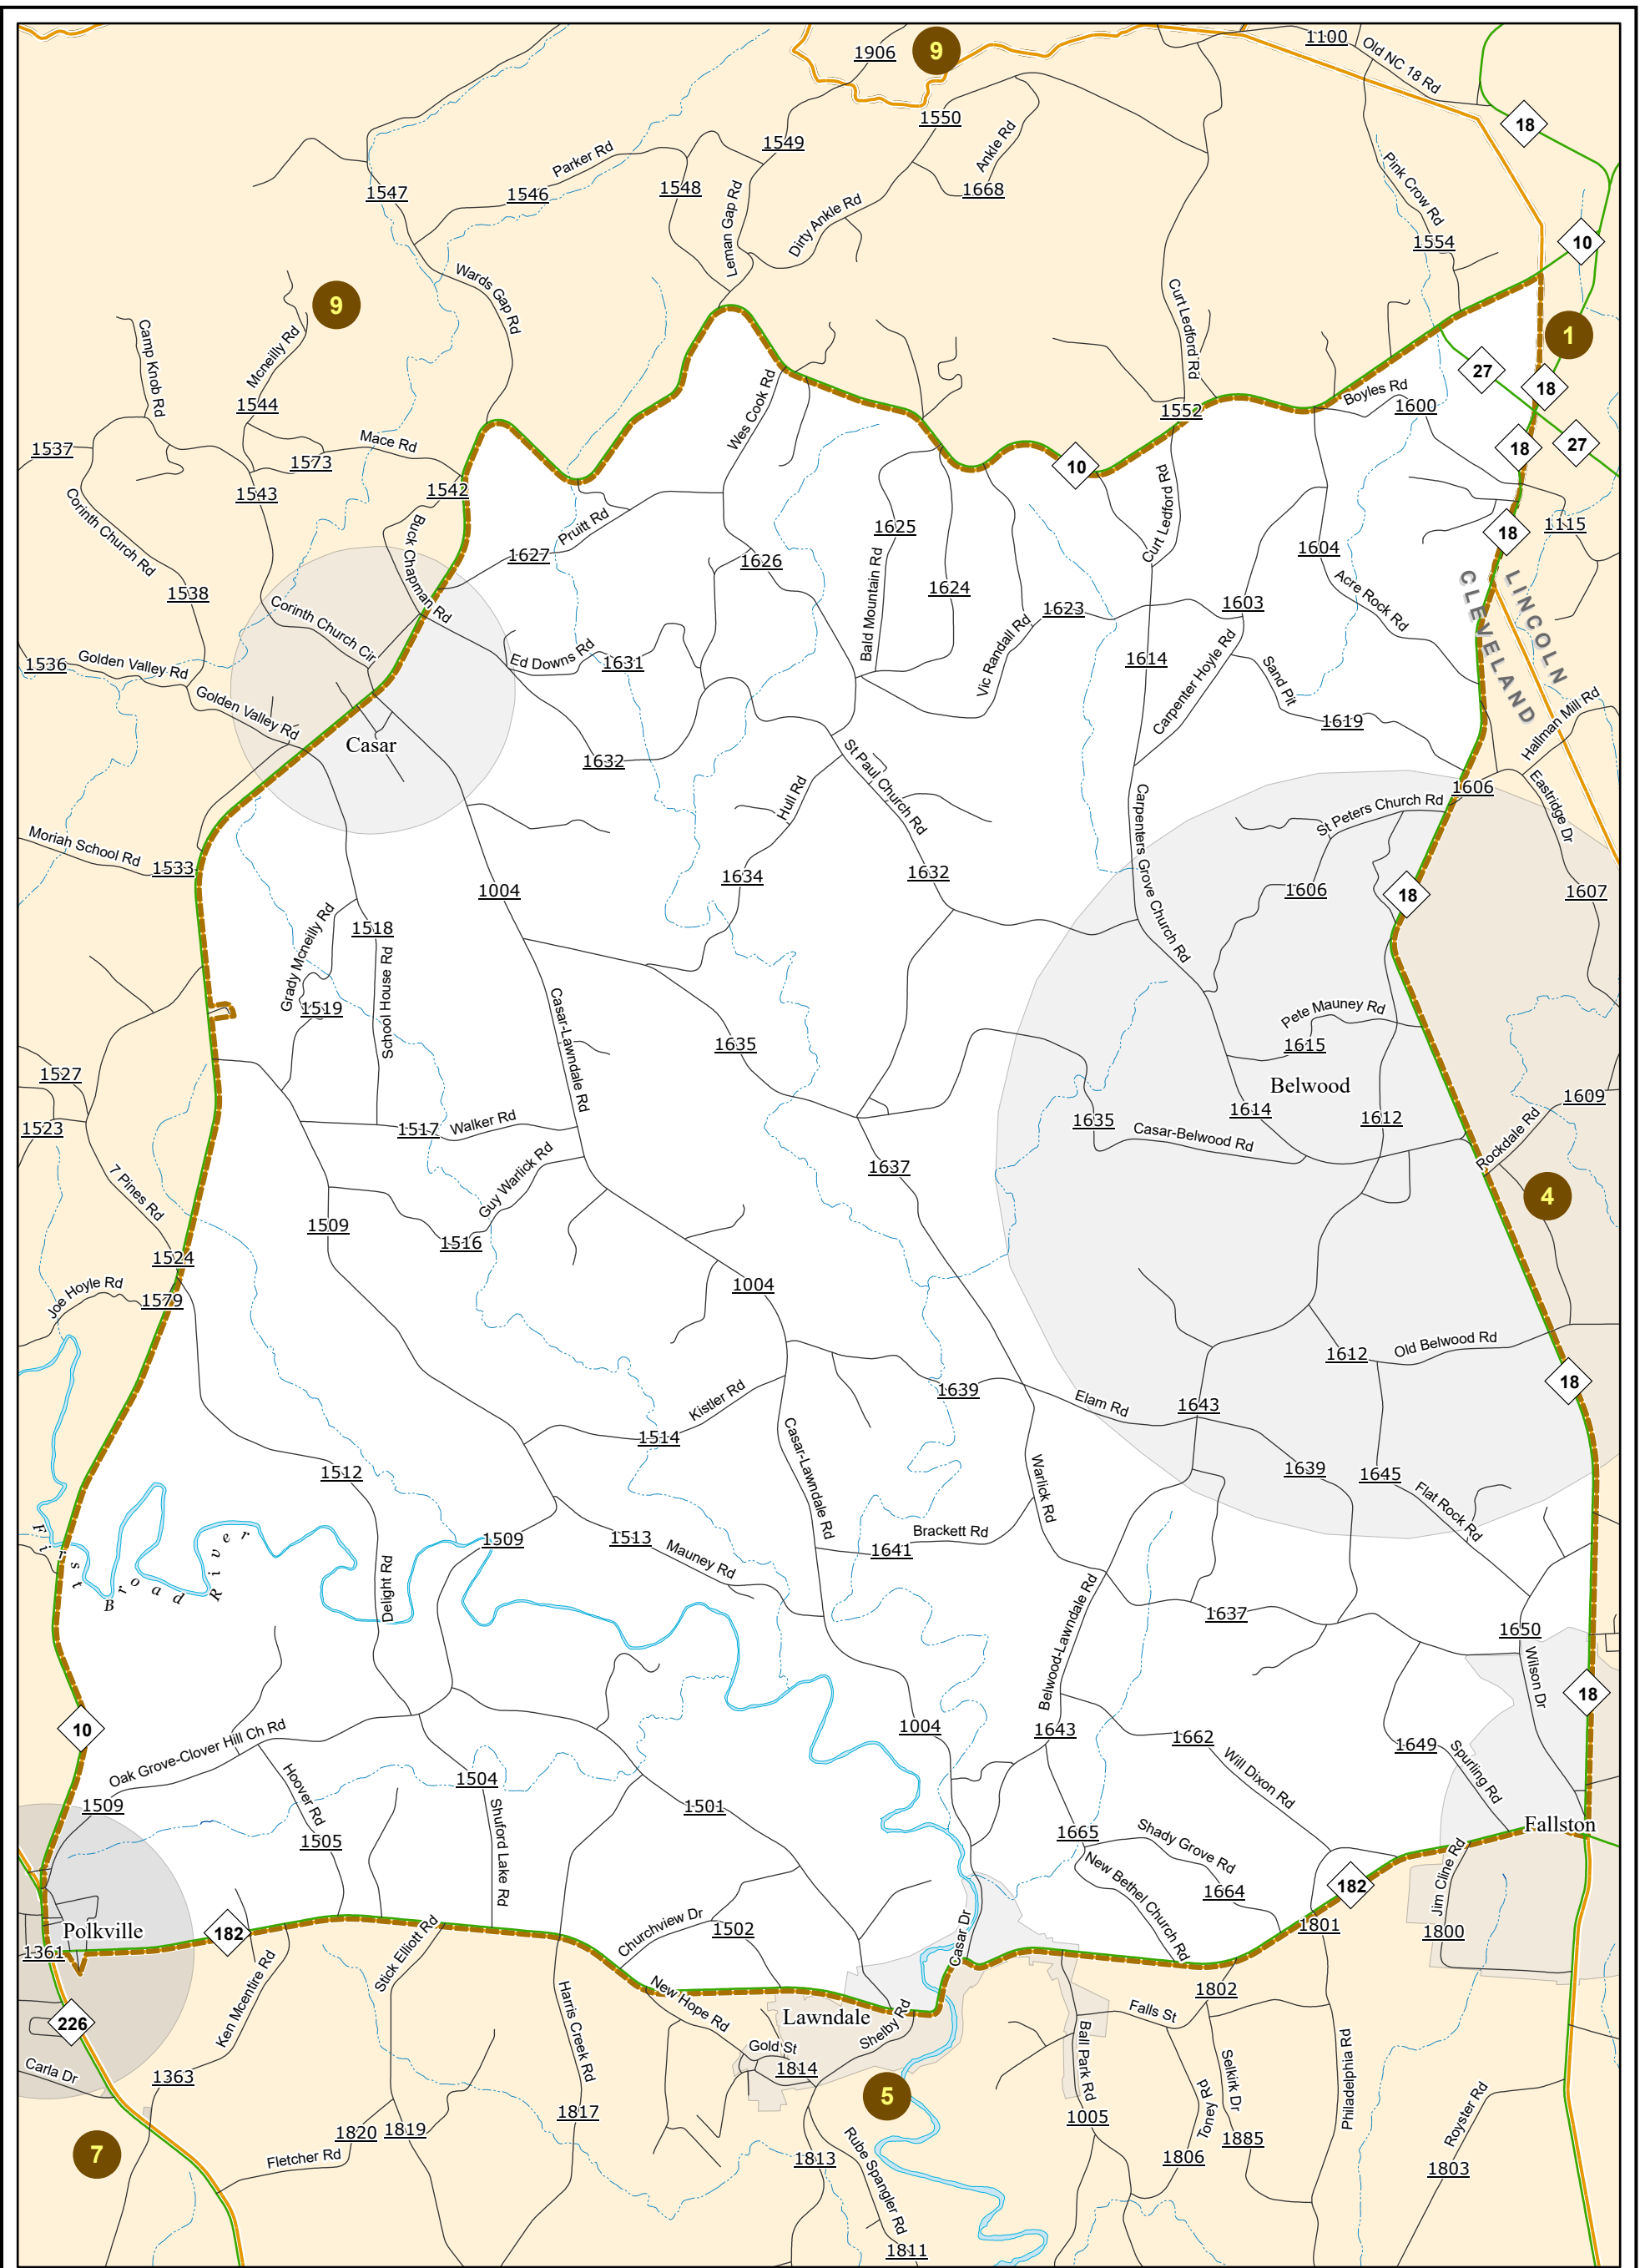 1906
9
1100
Old NC 18 Rd
18
1550
1549
Ankle Rd
Parker Rd
1547
1546
1548
1668
Pink Crow Rd
Leman Gap Rd
Dirty Ankle Rd
1554
10
Wards Gap Rd
9
Curt Ledford Rd
1
Camp Knob Rd
Mcneilly Rd
27
18
Boyles Rd
1544
1552
1600
Wes Cook Rd
Mace Rd
1537
1573
18
27
10
1543
1542
Corinth Church Rd
Buck Chapman Rd
Pruitt Rd
1625
Curt Ledford Rd
18
1115
1627
1626
1604
1538
1624
Acre Rock Rd
LINCOLN
CLEVELAND
Corinth Church Cir
Bald Mountain Rd
1623
1603
Vic Randall Rd
Carpenter Hoyle Rd
1536
Golden Valley Rd
Ed Downs Rd
1631
1614
Sand Pit
Golden Valley Rd
1619
Hallman Mill Rd
Casar
1632
St Paul Church Rd
Hull Rd
1606
Eastridge Dr
St Peters Church Rd
Carpenters Grove Church Rd
Moriah School Rd
1533
1634
1632
1004
1606
18
1607
Grady Mcneilly Rd
1518
School House Rd
1519
Casar-Lawndale Rd
Pete Mauney Rd
1635
1615
1527
Belwood
1609
1523
1517
Walker Rd
1635
1614
1612
Casar-Belwood Rd
Rockdale Rd
Guy Warlick Rd
1637
7 Pines Rd
4
1509
1516
1524
Joe Hoyle Rd
1579
1004
1612
Old Belwood Rd
18
Kistler Rd
1639
Elam Rd
1643
1514
Casar-Lawndale Rd
1639
1645
1512
Warlick Rd
Flat Rock Rd
First Broad River
1509
1513
Mauney Rd
1641
Brackett Rd
Delight Rd
Belwood-Lawndale Rd
1637
1650
Wilson Dr
18
10
1004
1643
1662
Oak Grove-Clover Hill Ch Rd
Will Dixon Rd
1649
Spurling Rd
Hoover Rd
1504
1509
1501
Shuford Lake Rd
Fallston
1505
1665
Shady Grove Rd
New Bethel Church Rd
1664
182
Jim Cline Rd
Polkville
182
Churchview Dr
1502
Casar Dr
1801
1800
1361
Stick Elliott Rd
Ken Mcentire Rd
New Hope Rd
1802
226
Harris Creek Rd
Lawndale
Shelby Rd
Falls St
Carla Dr
Gold St
1814
Ball Park Rd
Selkirk Dr
Toney Rd
Philadelphia Rd
1363
5
Royster Rd
1817
1005
1820
1819
7
Fletcher Rd
1813
Rube Spangler Rd
1885
1806
1803
1811